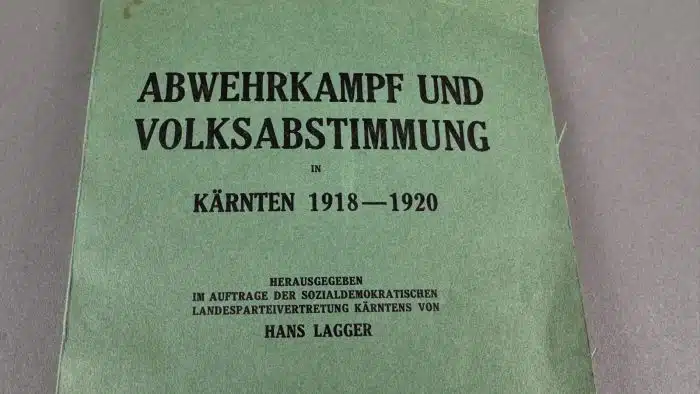 ABWEHRKAMPF UND
VOLKSABSTIMMUNG
IN
KÄRNTEN 1918—1920
HERAUSGEGEBEN
IM AUFTRAGE DER SOZIALDEMOKRATISCHEN
LANDESPARTEIVERTRETUNG KÄRNTENS VON
HANS LAGGER